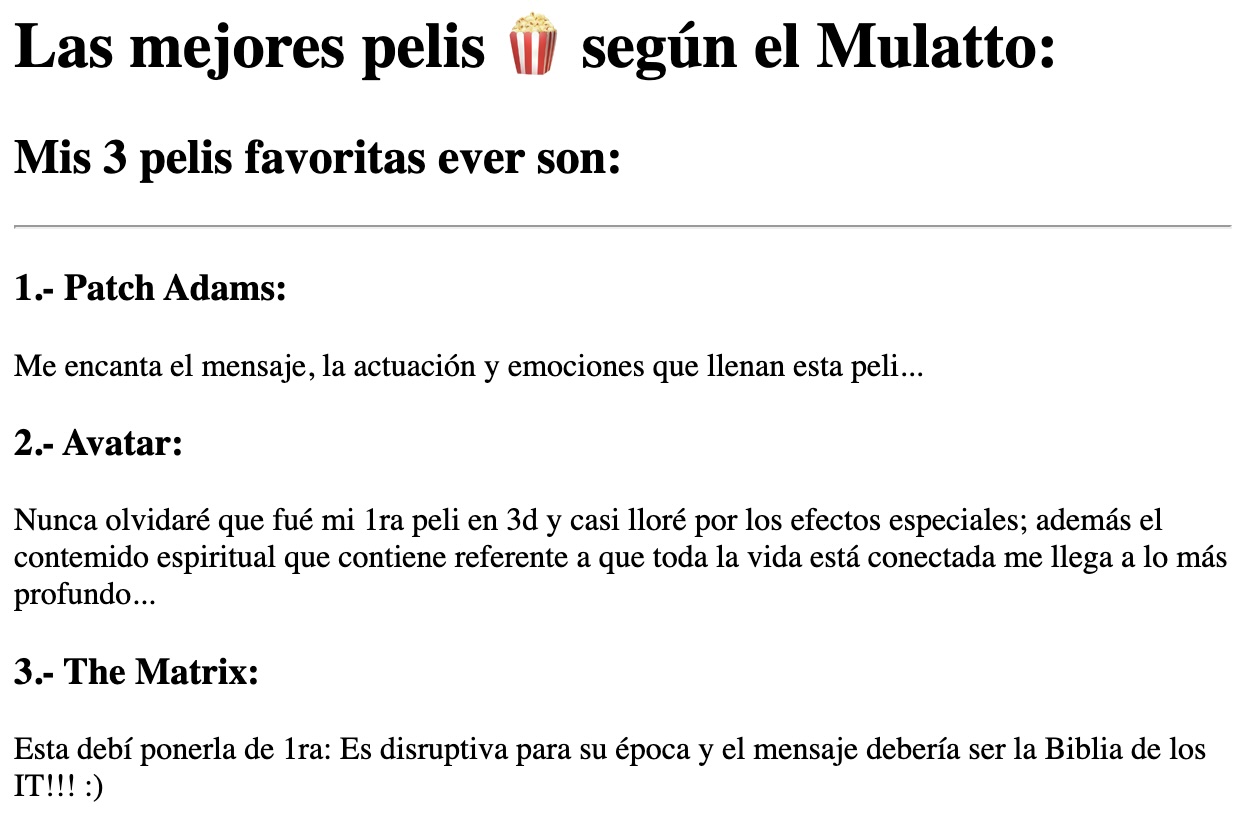 Las mejores pelis 🍿 según el Mulatto:
Mis 3 pelis favoritas ever son:
1.- Patch Adams:
Me encanta el mensaje, la actuación y emociones que llenan esta peli...
2.- Avatar:
Nunca olvidaré que fué mi 1ra peli en 3d y casi lloré por los efectos especiales; además el
contemido espiritual que contiene referente a que toda la vida está conectada me llega a lo más
profundo...
3.- The Matrix:
Esta debí ponerla de 1ra: Es disruptiva para su época y el mensaje debería ser la Biblia de los
IT!!! :)